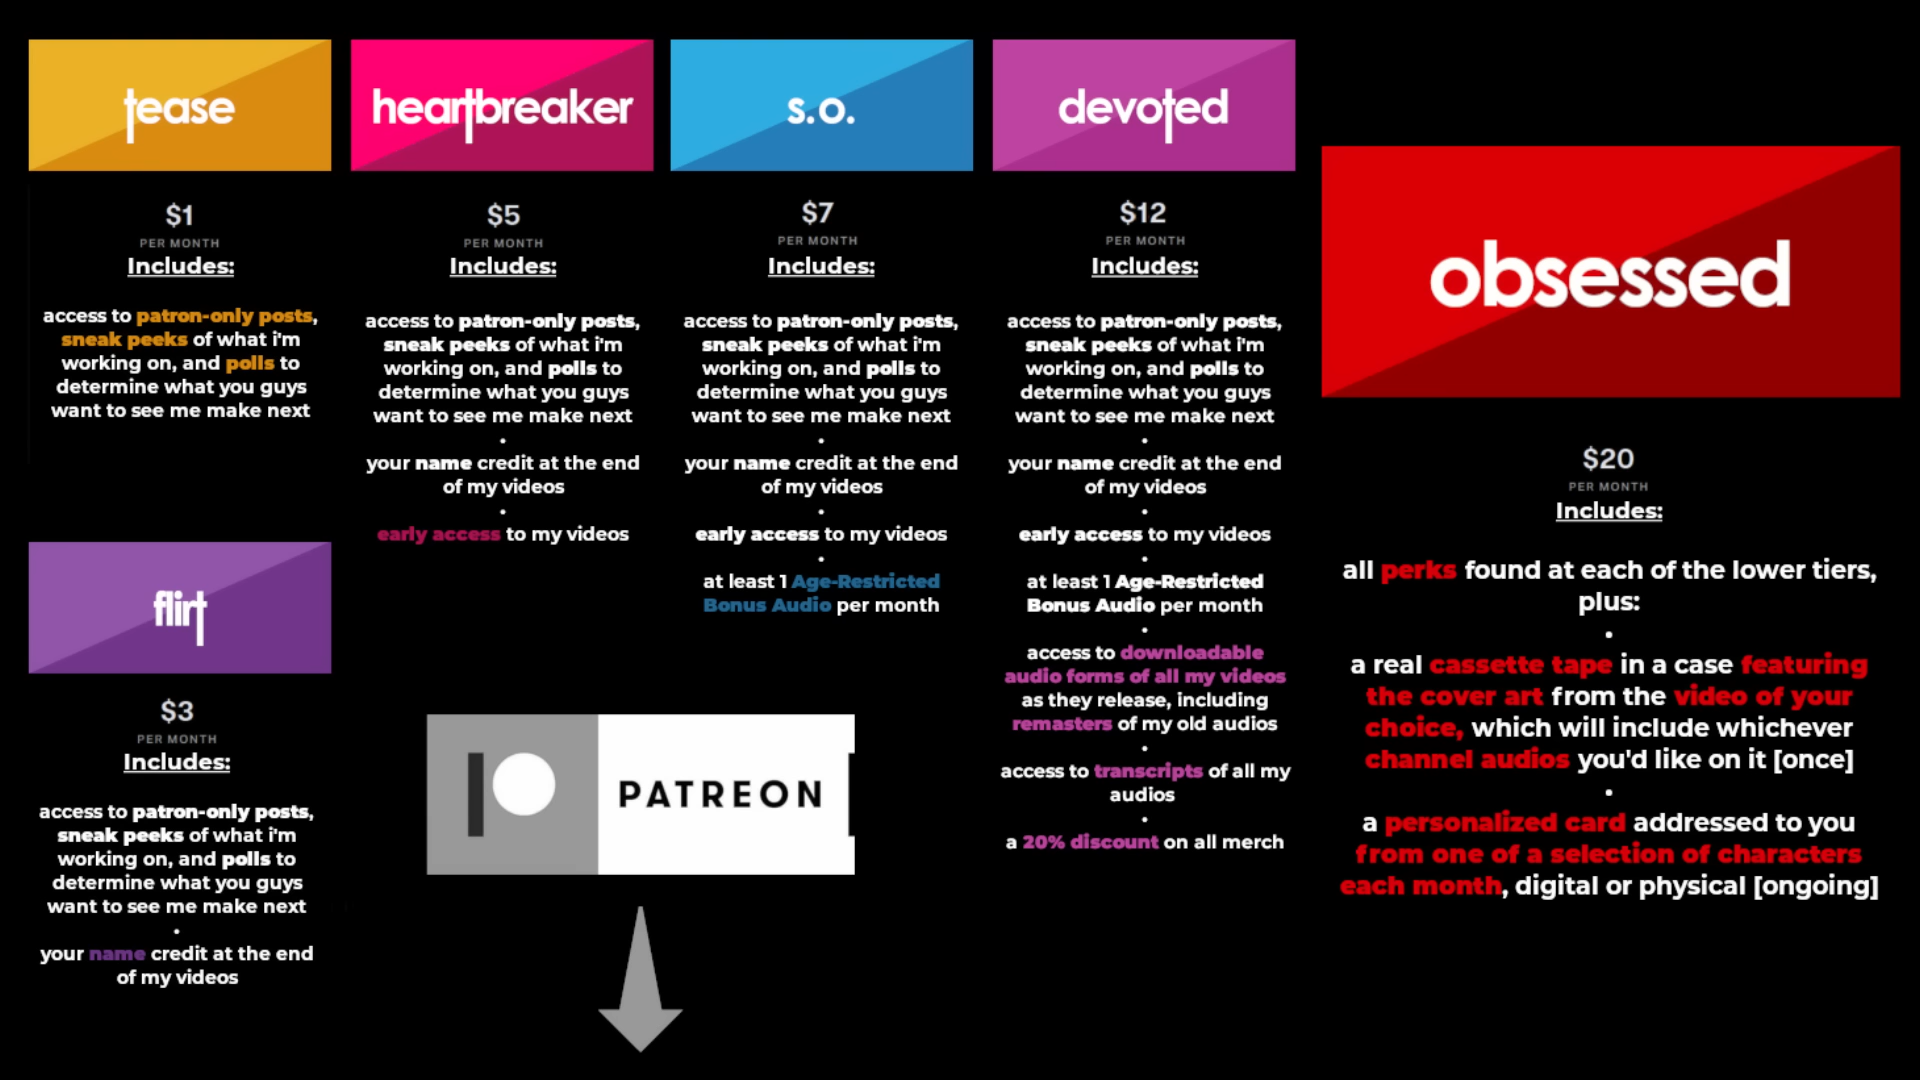 tease
$1
PER MONTH
Includes:
access to patron-only posts,
sneak peeks of what i'm
working on, and polls to
determine what you guys
want to see me make next
flirt
$3
PER MONTH
Includes:
access to patron-only posts,
sneak peeks of what i'm
working on, and polls to
determine what you guys
want to see me make next
•
your name credit at the end
of my videos
heartbreaker
$5
PER MONTH
Includes:
access to patron-only posts,
sneak peeks of what i'm
working on, and polls to
determine what you guys
want to see me make next
•
your name credit at the end
of my videos
•
early access to my videos
s.o.
$7
PER MONTH
Includes:
access to patron-only posts,
sneak peeks of what i'm
working on, and polls to
determine what you guys
want to see me make next
•
your name credit at the end
of my videos
•
early access to my videos
•
at least 1 Age-Restricted
Bonus Audio per month
PATREON
devoted
$12
PER MONTH
Includes:
access to patron-only posts,
sneak peeks of what i'm
working on, and polls to
determine what you guys
want to see me make next
•
your name credit at the end
of my videos
•
early access to my videos
•
at least 1 Age-Restricted
Bonus Audio per month
•
access to downloadable
audio forms of all my videos
as they release, including
remasters of my old audios
•
access to transcripts of all my
audios
•
a 20% discount on all merch
obsessed
$20
PER MONTH
Includes:
all perks found at each of the lower tiers,
plus:
•
a real cassette tape in a case featuring
the cover art from the video of your
choice, which will include whichever
channel audios you'd like on it [once]
•
a personalized card addressed to you
from one of a selection of characters
each month, digital or physical [ongoing]